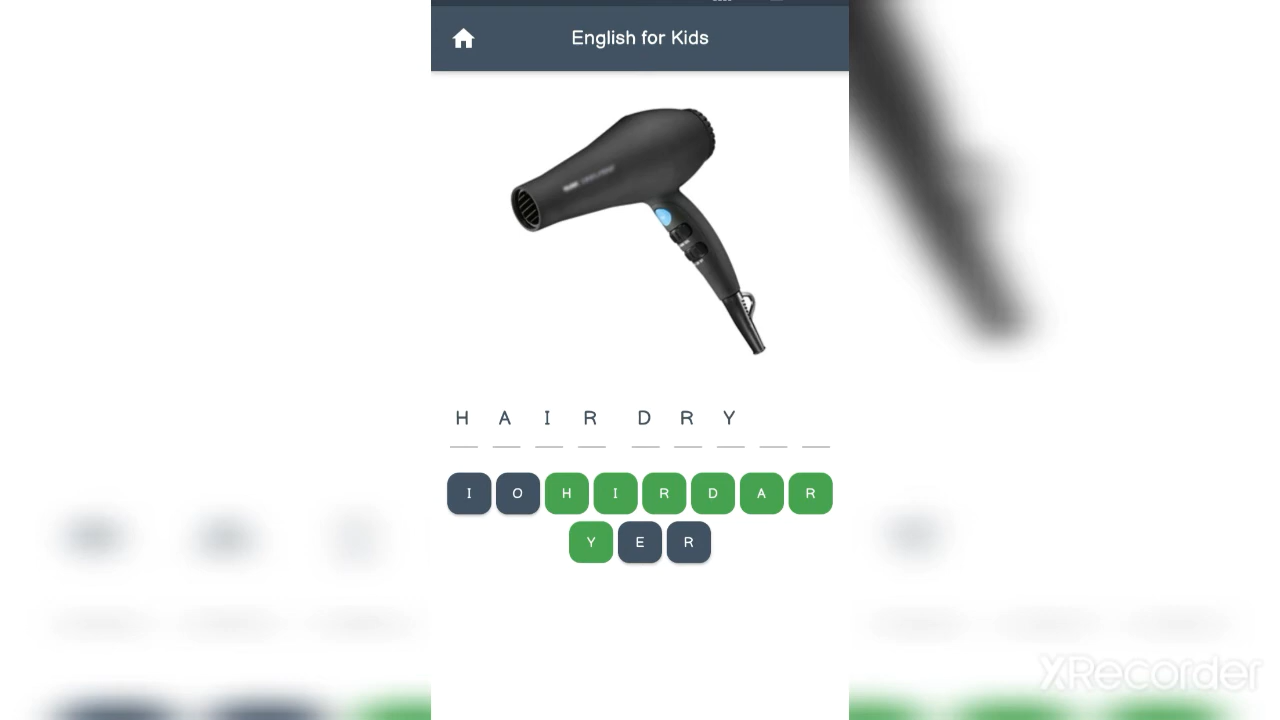 English for Kids
H A I R D R Y
I O H I R D A R
Y E R
XRecorder